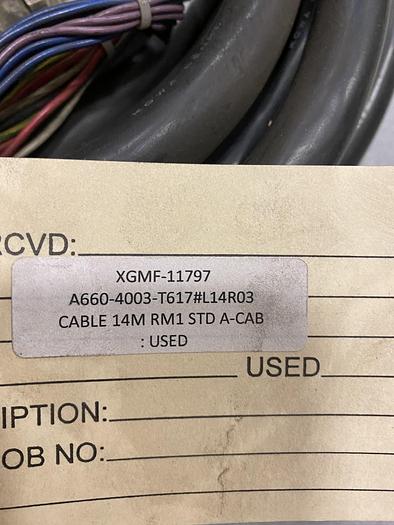 RCVD:
XGMF-11797
A660-4003-T617#L14R03
CABLE 14M RM1 STD A-CAB
: USED
USED
IPTION:
OB NO: